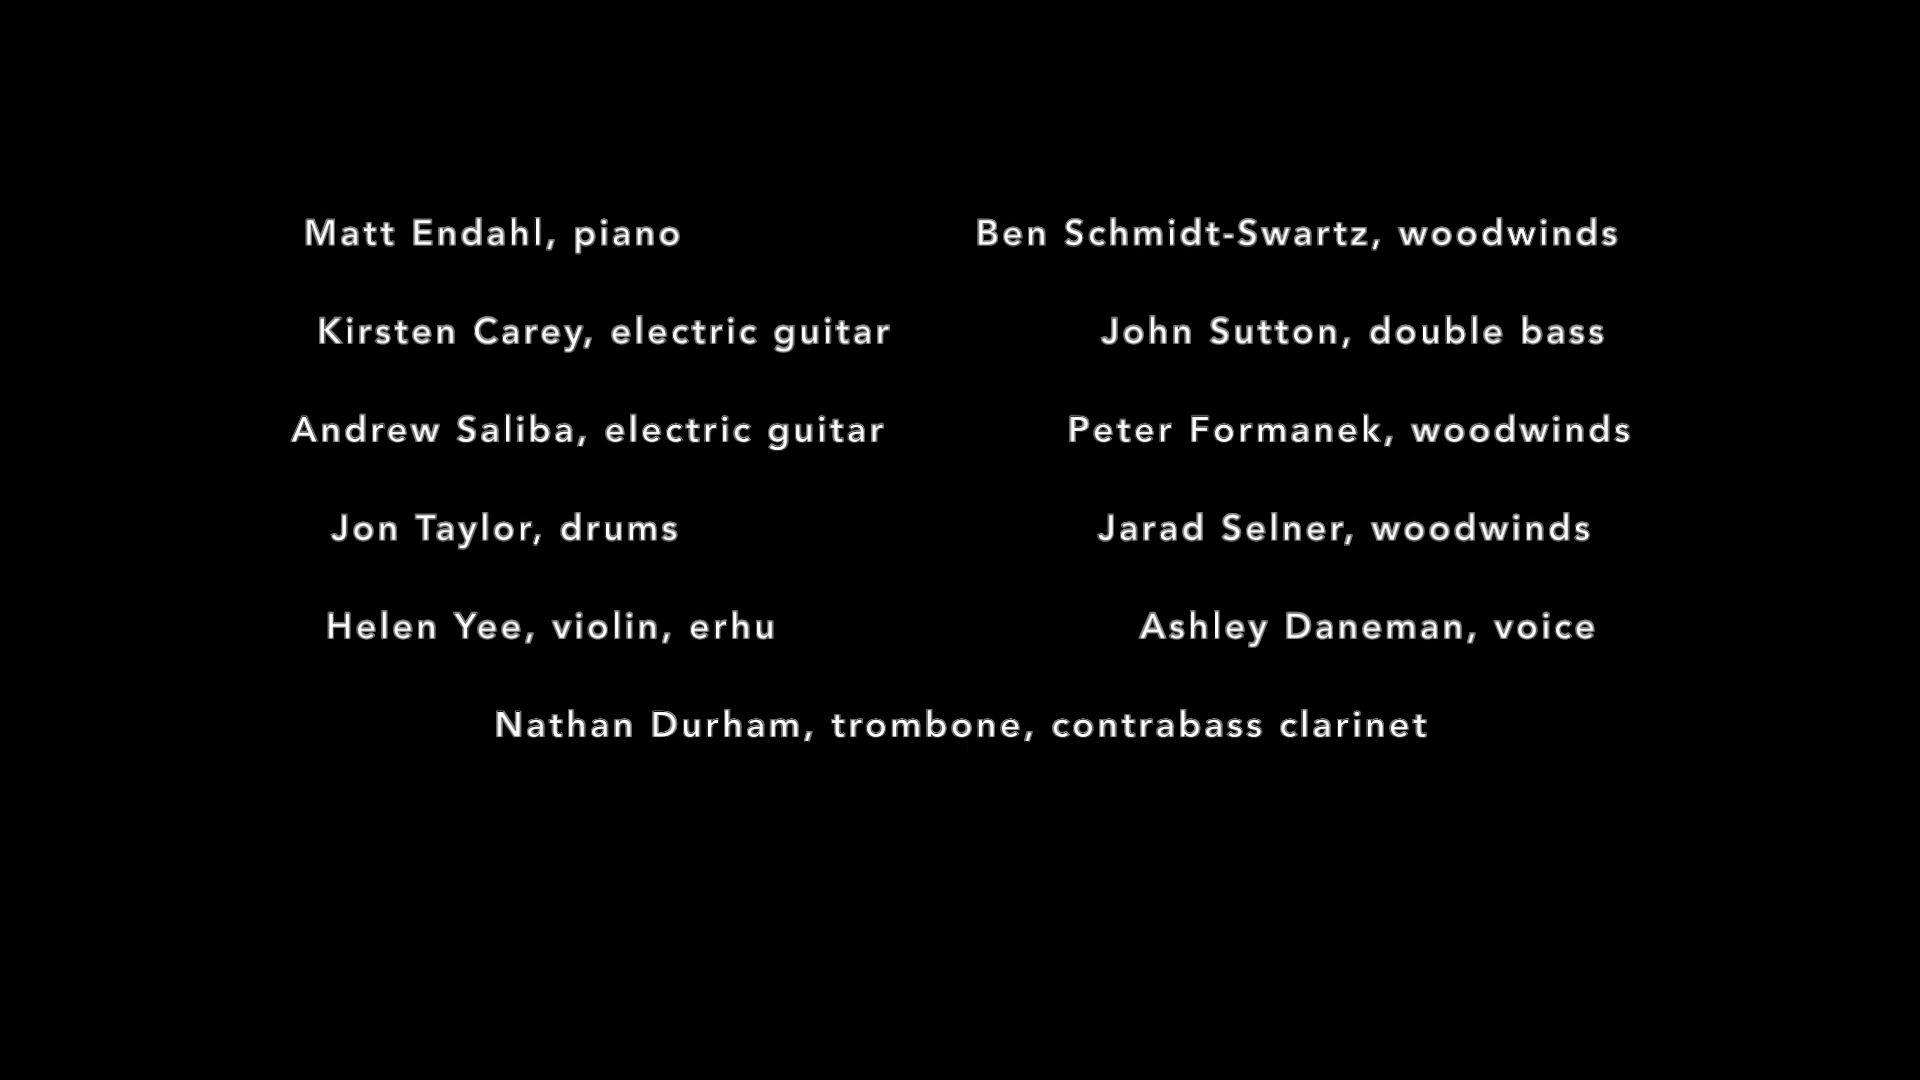 Matt Endahl, piano
Ben Schmidt-Swartz, woodwinds
Kirsten Carey, electric guitar
John Sutton, double bass
Andrew Saliba, electric guitar
Peter Formanek, woodwinds
Jon Taylor, drums
Jarad Selner, woodwinds
Helen Yee, violin, erhu
Ashley Daneman, voice
Nathan Durham, trombone, contrabass clarinet